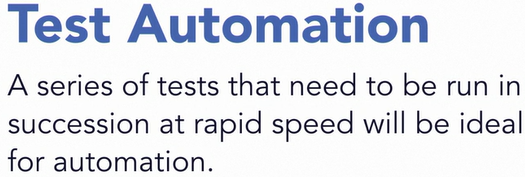 Test Automation
A series of tests that need to be run in
succession at rapid speed will be ideal
for automation.